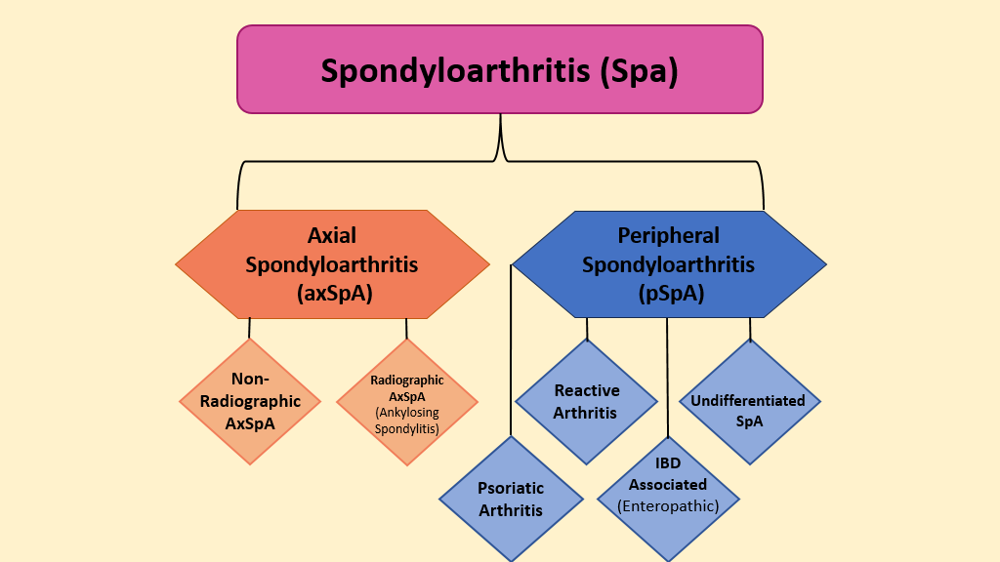 Spondyloarthritis (Spa)
Axial
Spondyloarthritis
(axSpA)
Peripheral
Spondyloarthritis
(pSpA)
Non-
Radiographic
AxSpA
Radiographic
AxSpA
(Ankylosing
Spondylitis)
Reactive
Arthritis
Undifferentiated
SpA
Psoriatic
Arthritis
IBD
Associated
(Enteropathic)